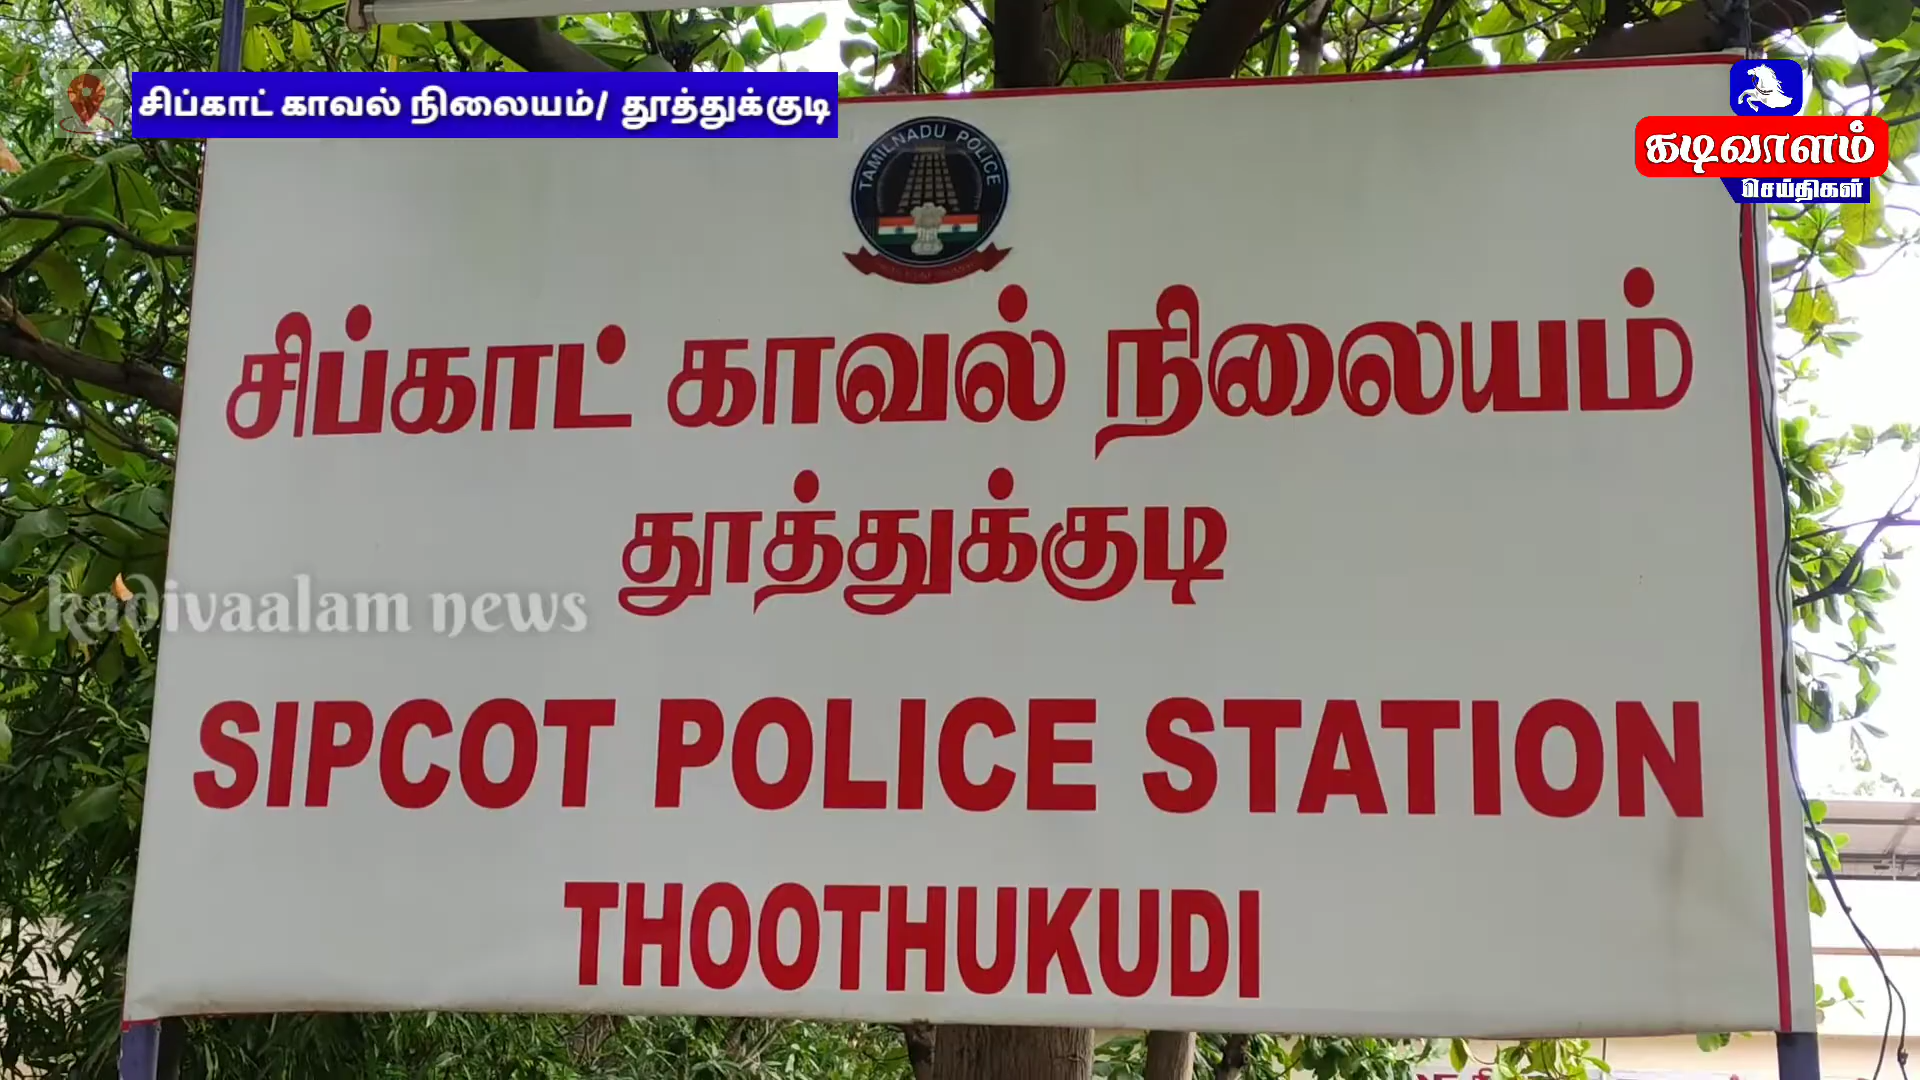 சிப்காட் காவல் நிலையம்/ தூத்துக்குடி
கடிவாளம்
செய்திகள்
TAMILNADU POLICE
சிப்காட் காவல் நிலையம்
தூத்துக்குடி
kadivaalam news
SIPCOT POLICE STATION
THOOTHUKUDI